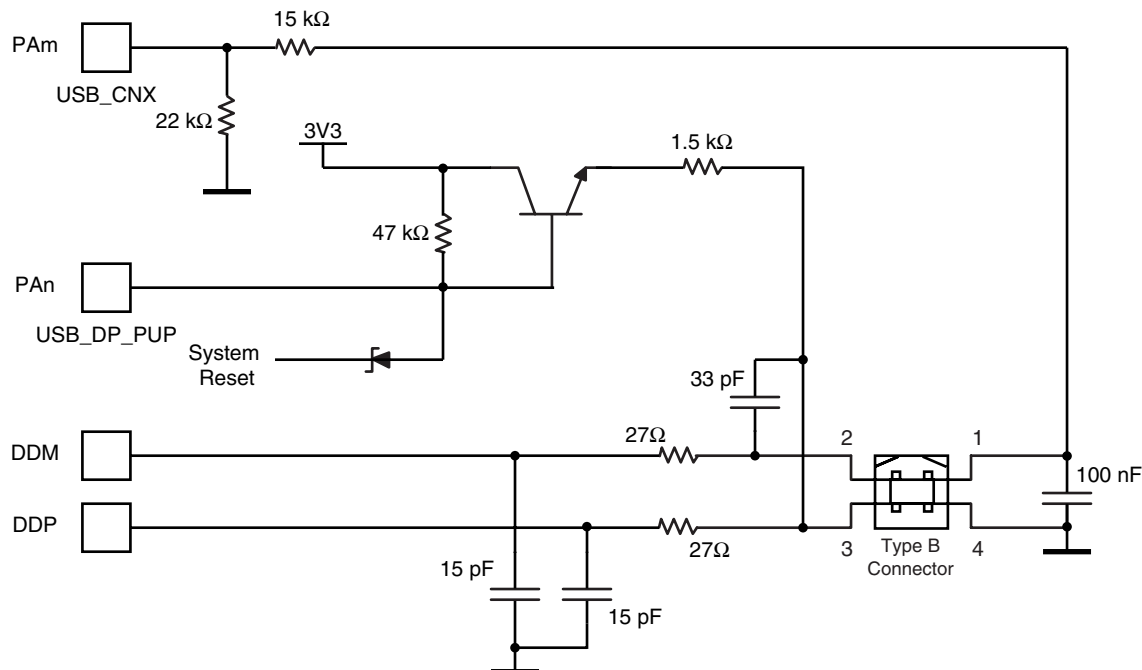 15 kΩ
PAm
USB_CNX
22 kΩ
3V3
1.5 kΩ
47 kΩ
PAn
USB_DP_PUP
System
Reset
33 pF
27Ω
2
1
DDM
100 nF
DDP
27Ω
3
Type B
Connector
4
15 pF
15 pF